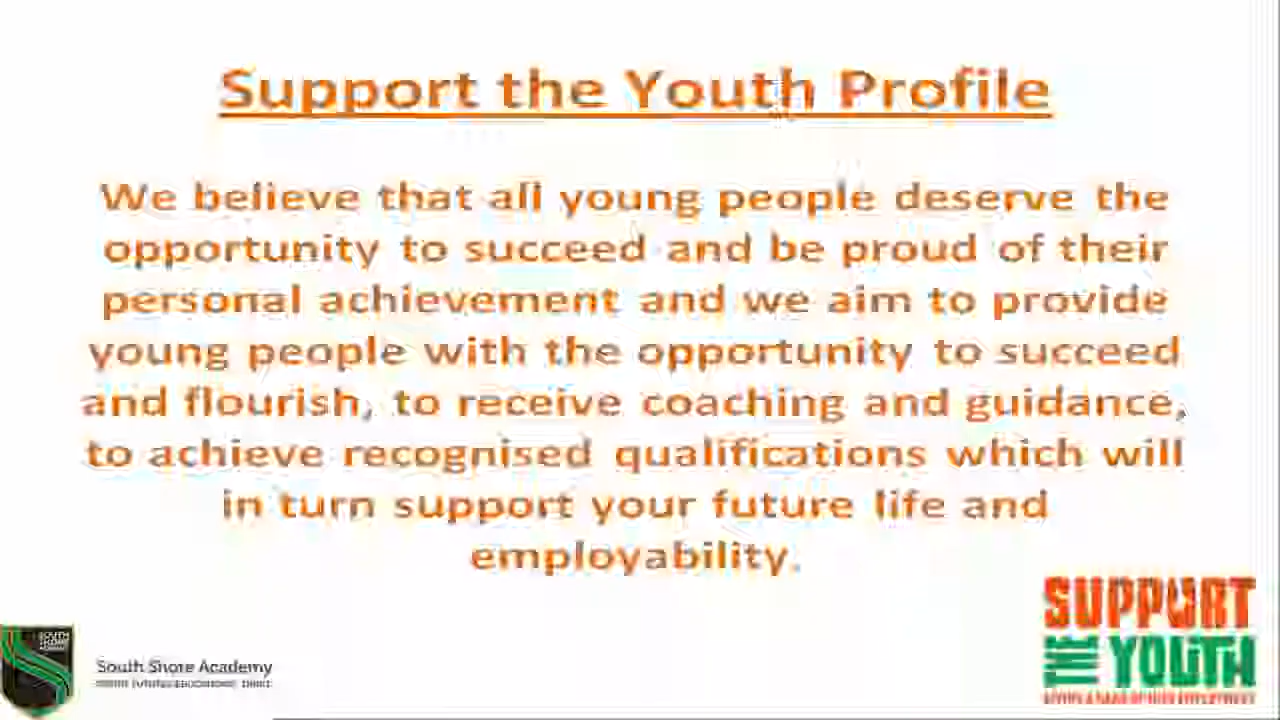 Support the Youth Profile
We believe that all young people deserve the
opportunity to succeed and be proud of their
personal achievement and we aim to provide
young people with the opportunity to succeed
and flourish, to receive coaching and guidance,
to achieve recognised qualifications which will
in turn support your future life and
employability.
SUPPORT
THE YOUTH
SOUTH
SHORE
South Shore Academy